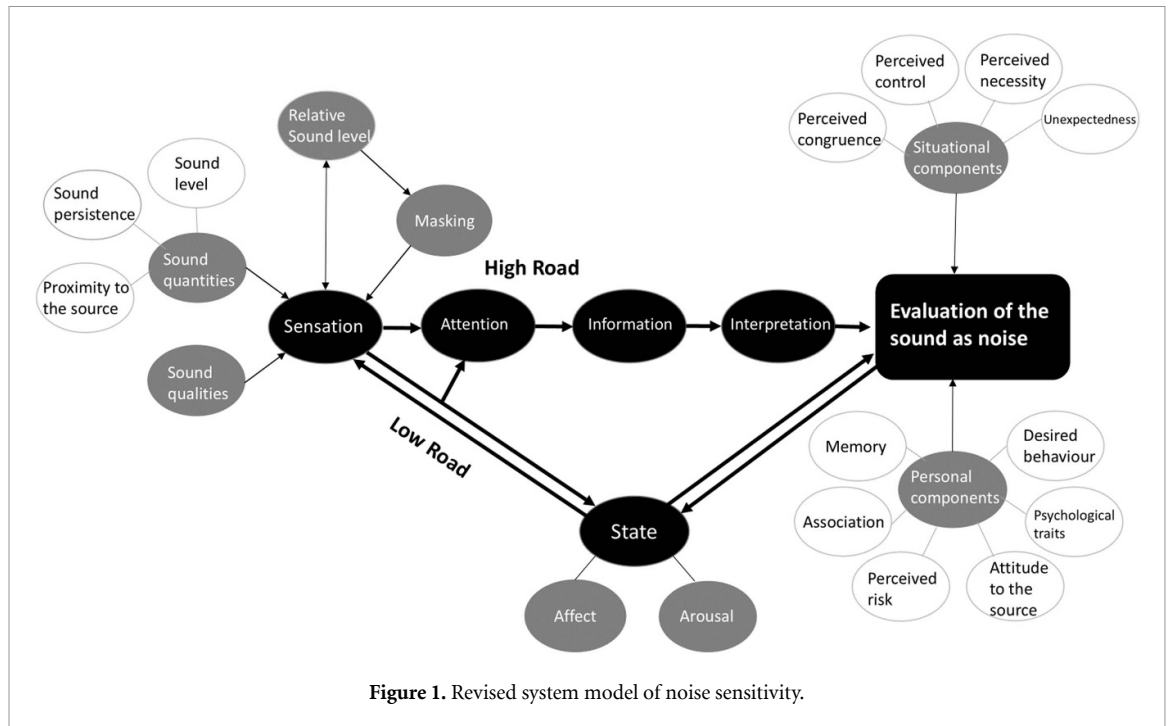 Perceived
control
Perceived
necessity
Perceived
congruence
Unexpectedness
Situational
components
Relative
Sound level
Masking
Sound
level
Sound
persistence
Sound
quantities
Proximity to
the source
Sound
qualities
High Road
Sensation
Attention
Information
Interpretation
Evaluation of the
sound as noise
Low Road
State
Affect
Arousal
Memory
Desired
behaviour
Personal
components
Association
Psychological
traits
Perceived
risk
Attitude
to the
source
Figure 1. Revised system model of noise sensitivity.